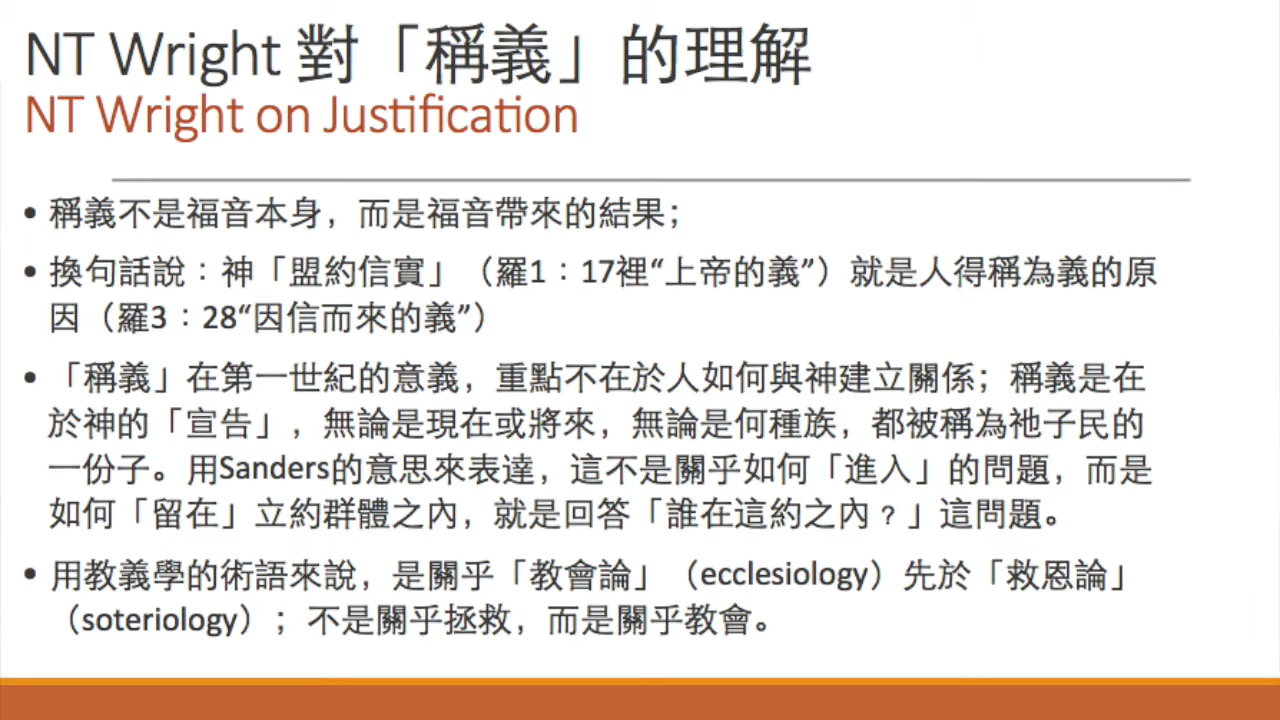 NT Wright 對「稱義」的理解
NT Wright on Justification
• 稱義不是福音本身，而是福音帶來的結果；
• 換句話說：神「盟約信實」（羅1：17裡“上帝的義”）就是人得稱為義的原
因（羅3：28“因信而來的義”）
• 「稱義」在第一世紀的意義，重點不在於人如何與神建立關係；稱義是在
於神的「宣告」，無論是現在或將來，無論是何種族，都被稱為祂子民的
一份子。用Sanders的意思來表達，這不是關乎如何「進入」的問題，而是
如何「留在」立約群體之內，就是回答「誰在這約之內？」這問題。
• 用教義學的術語來說，是關乎「教會論」（ecclesiology）先於「救恩論」
（soteriology）；不是關乎拯救，而是關乎教會。